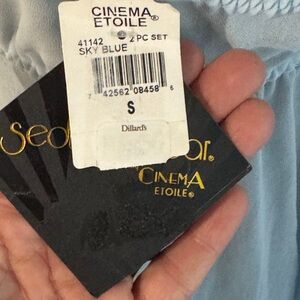 CINEMA
ETOILE®
41142 2 PC SET
SKY BLUE
7 42562 08458 6
S
Dillard's
CINEMA
ETOILE®